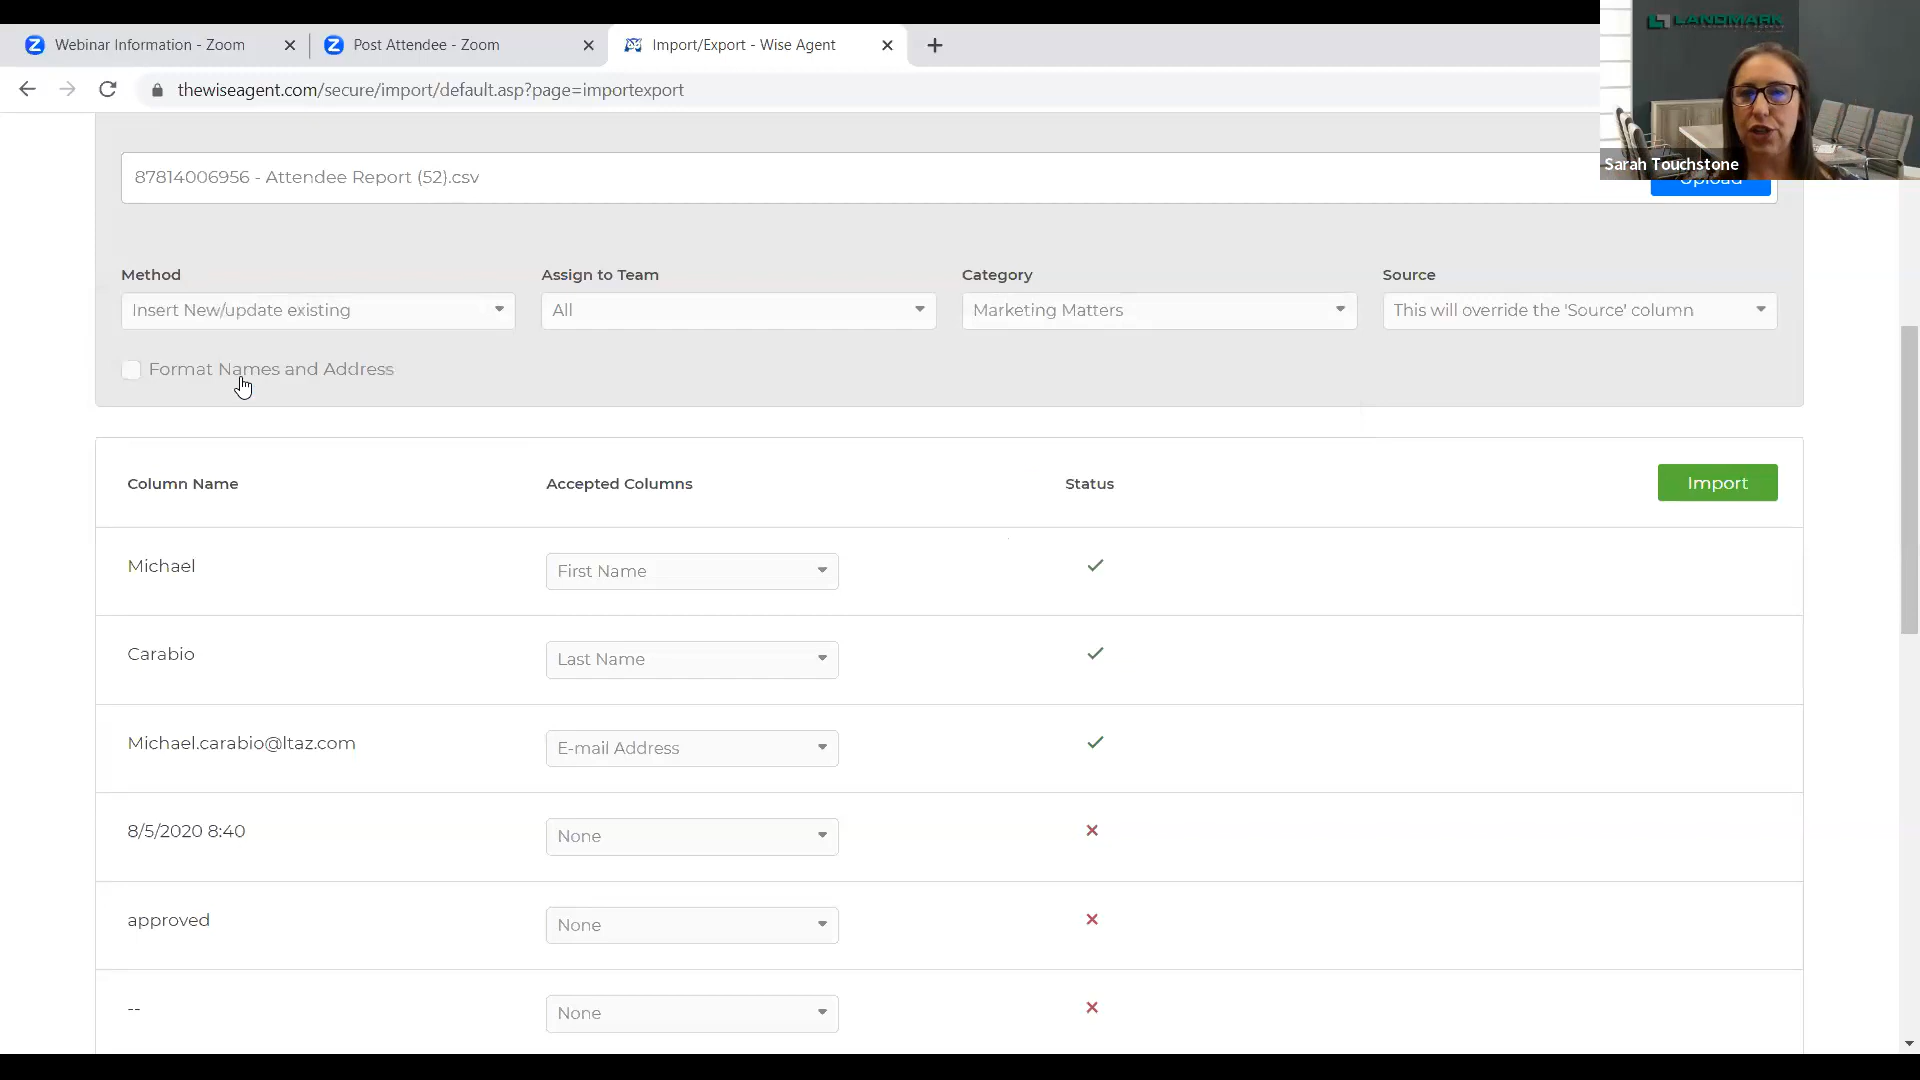 LANDMARK
Webinar Information - Zoom
Post Attendee - Zoom
Import/Export - Wise Agent
thewiseagent.com/secure/import/default.asp?page=importexport
Sarah Touchstone
87814006956 - Attendee Report (52).csv
Upload
Method
Assign to Team
Category
Source
Insert New/update existing
All
Marketing Matters
This will override the 'Source' column
Format Names and Address
Column Name
Accepted Columns
Status
Import
Michael
First Name
Carabio
Last Name
Michael.carabio@ltaz.com
E-mail Address
8/5/2020 8:40
None
approved
None
--
None